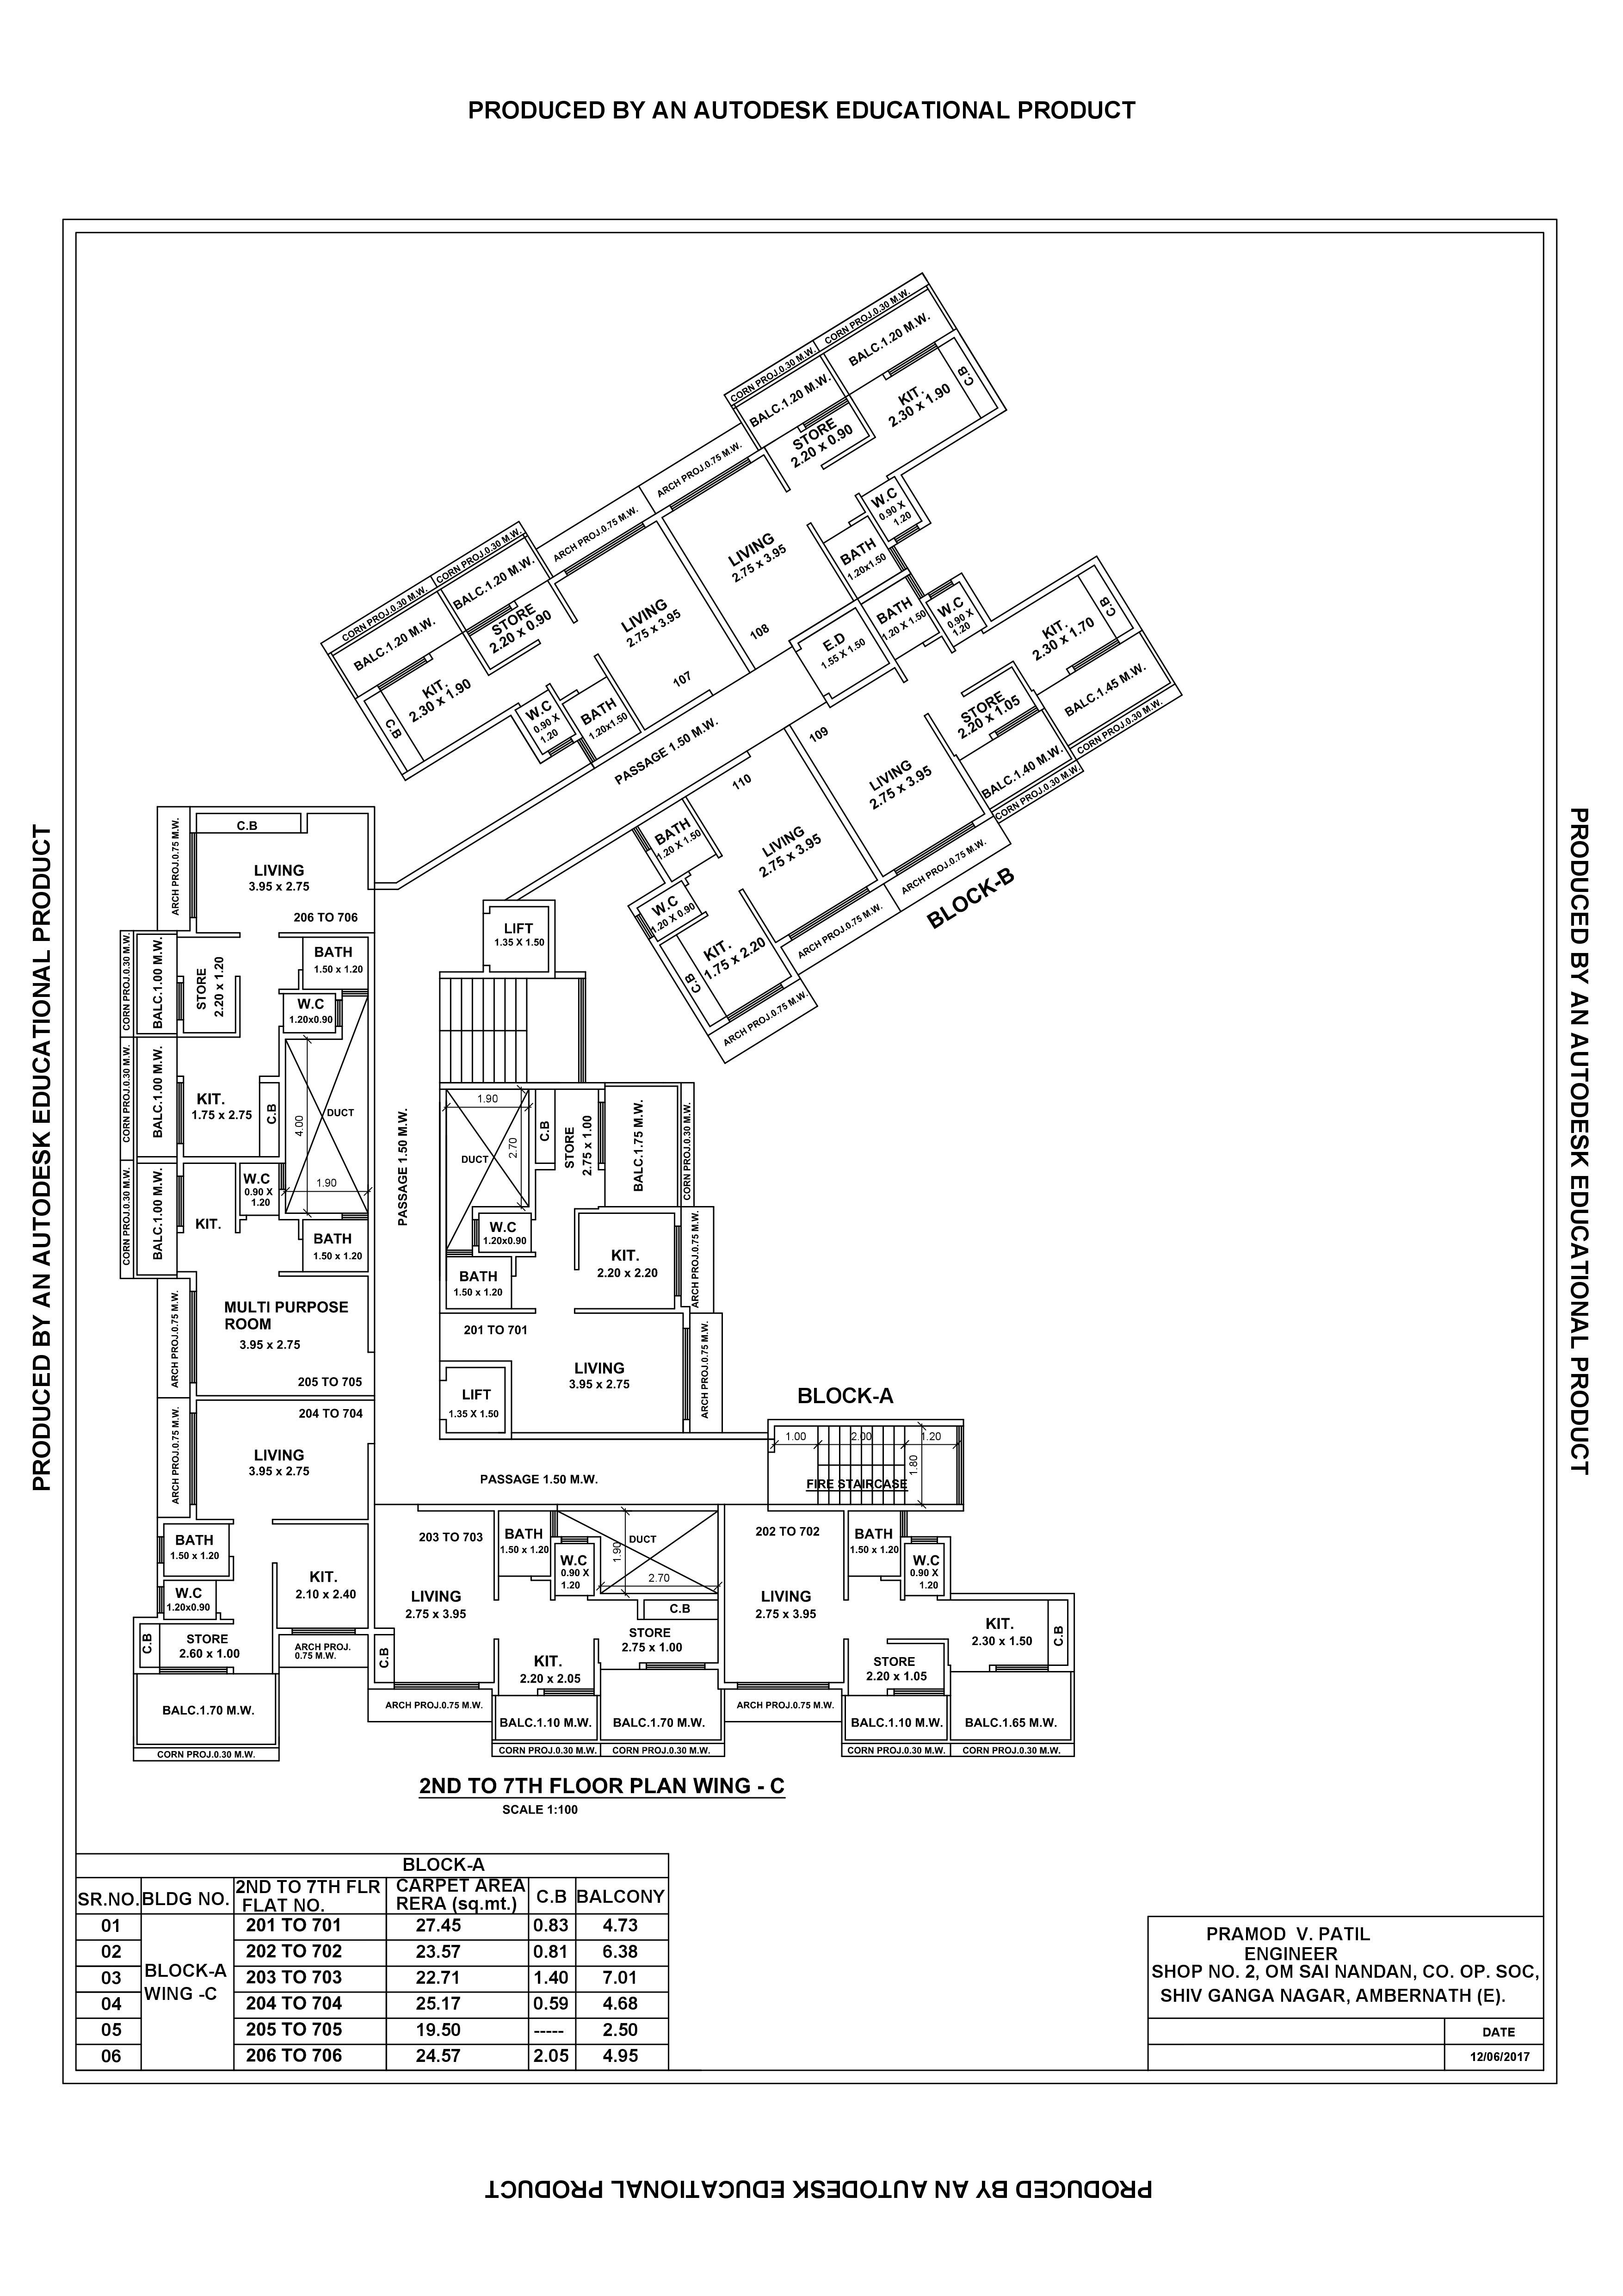 PRODUCED BY AN AUTODESK EDUCATIONAL PRODUCT
PRODUCED BY AN AUTODESK EDUCATIONAL PRODUCT
PRODUCED BY AN AUTODESK EDUCATIONAL PRODUCT
CORN PROJ.0.30 M.W.
CORN PROJ.0.30 M.W.
BALC.1.20 M.W.
BALC.1.20 M.W.
KIT.
2.30 x 1.90
C.B
STORE
2.20 x 0.90
ARCH PROJ.0.75 M.W.
ARCH PROJ.0.75 M.W.
W.C
0.90 X
1.20
BATH
1.20x1.50
LIVING
2.75 x 3.95
108
CORN PROJ.0.30 M.W.
CORN PROJ.0.30 M.W.
BALC.1.20 M.W.
BALC.1.20 M.W.
STORE
2.20 x 0.90
KIT.
2.30 x 1.90
C.B
LIVING
2.75 x 3.95
107
W.C
0.90 X
1.20
BATH
1.20x1.50
E.D
1.55 X 1.50
BATH
1.20 X 1.50
W.C
0.90 X
1.20
KIT.
2.30 x 1.70
C.B
STORE
2.20 x 1.05
BALC.1.45 M.W.
CORN PROJ.0.30 M.W.
BALC.1.40 M.W.
CORN PROJ.0.30 M.W.
PASSAGE 1.50 M.W.
109
LIVING
2.75 x 3.95
ARCH PROJ.0.75 M.W.
BLOCK-B
110
LIVING
2.75 x 3.95
ARCH PROJ.0.75 M.W.
BATH
1.20 X 1.50
W.C
1.20 X 0.90
KIT.
1.75 x 2.20
C.B
ARCH PROJ.0.75 M.W.
C.B
ARCH PROJ.0.75 M.W.
LIVING
3.95 x 2.75
206 TO 706
BATH
1.50 x 1.20
STORE
2.20 x 1.20
W.C
1.20x0.90
CORN PROJ.0.30 M.W.
BALC.1.00 M.W.
CORN PROJ.0.30 M.W.
BALC.1.00 M.W.
KIT.
1.75 x 2.75
C.B
4.00
DUCT
1.90
CORN PROJ.0.30 M.W.
BALC.1.00 M.W.
W.C
0.90 X
1.20
KIT.
BATH
1.50 x 1.20
ARCH PROJ.0.75 M.W.
MULTI PURPOSE
ROOM
3.95 x 2.75
205 TO 705
204 TO 704
ARCH PROJ.0.75 M.W.
LIVING
3.95 x 2.75
BATH
1.50 x 1.20
W.C
1.20x0.90
KIT.
2.10 x 2.40
C.B
STORE
2.60 x 1.00
ARCH PROJ.
0.75 M.W.
BALC.1.70 M.W.
CORN PROJ.0.30 M.W.
PASSAGE 1.50 M.W.
LIFT
1.35 X 1.50
1.90
2.70
DUCT
C.B
STORE
2.75 x 1.00
BALC.1.75 M.W.
CORN PROJ.0.30 M.W.
W.C
1.20x0.90
BATH
1.50 x 1.20
KIT.
2.20 x 2.20
ARCH PROJ.0.75 M.W.
201 TO 701
LIVING
3.95 x 2.75
ARCH PROJ.0.75 M.W.
LIFT
1.35 X 1.50
BLOCK-A
1.00
2.00
1.20
1.80
FIRE STAIRCASE
PASSAGE 1.50 M.W.
203 TO 703
BATH
1.50 x 1.20
W.C
0.90 X
1.20
DUCT
1.90
2.70
LIVING
2.75 x 3.95
C.B
C.B
STORE
2.75 x 1.00
KIT.
2.20 x 2.05
ARCH PROJ.0.75 M.W.
BALC.1.10 M.W.
BALC.1.70 M.W.
CORN PROJ.0.30 M.W.
CORN PROJ.0.30 M.W.
202 TO 702
BATH
1.50 x 1.20
W.C
0.90 X
1.20
LIVING
2.75 x 3.95
KIT.
2.30 x 1.50
C.B
STORE
2.20 x 1.05
ARCH PROJ.0.75 M.W.
BALC.1.10 M.W.
BALC.1.65 M.W.
CORN PROJ.0.30 M.W.
CORN PROJ.0.30 M.W.
2ND TO 7TH FLOOR PLAN WING - C
SCALE 1:100
BLOCK-A
SR.NO. BLDG NO. 2ND TO 7TH FLR FLAT NO. CARPET AREA RERA (sq.mt.) C.B BALCONY
01 201 TO 701 27.45 0.83 4.73
02 202 TO 702 23.57 0.81 6.38
BLOCK-A
WING -C
03 203 TO 703 22.71 1.40 7.01
04 204 TO 704 25.17 0.59 4.68
05 205 TO 705 19.50 ----- 2.50
06 206 TO 706 24.57 2.05 4.95
PRAMOD V. PATIL
ENGINEER
SHOP NO. 2, OM SAI NANDAN, CO. OP. SOC,
SHIV GANGA NAGAR, AMBERNATH (E).
DATE
12/06/2017
PRODUCED BY AN AUTODESK EDUCATIONAL PRODUCT